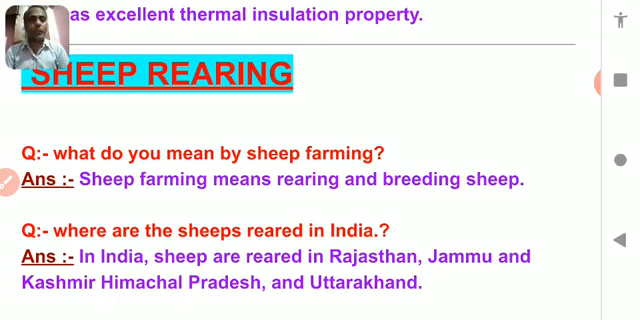 as excellent thermal insulation property.
SHEEP REARING
Q:- what do you mean by sheep farming?
Ans :- Sheep farming means rearing and breeding sheep.
Q:- where are the sheeps reared in India.?
Ans :- In India, sheep are reared in Rajasthan, Jammu and
Kashmir Himachal Pradesh, and Uttarakhand.